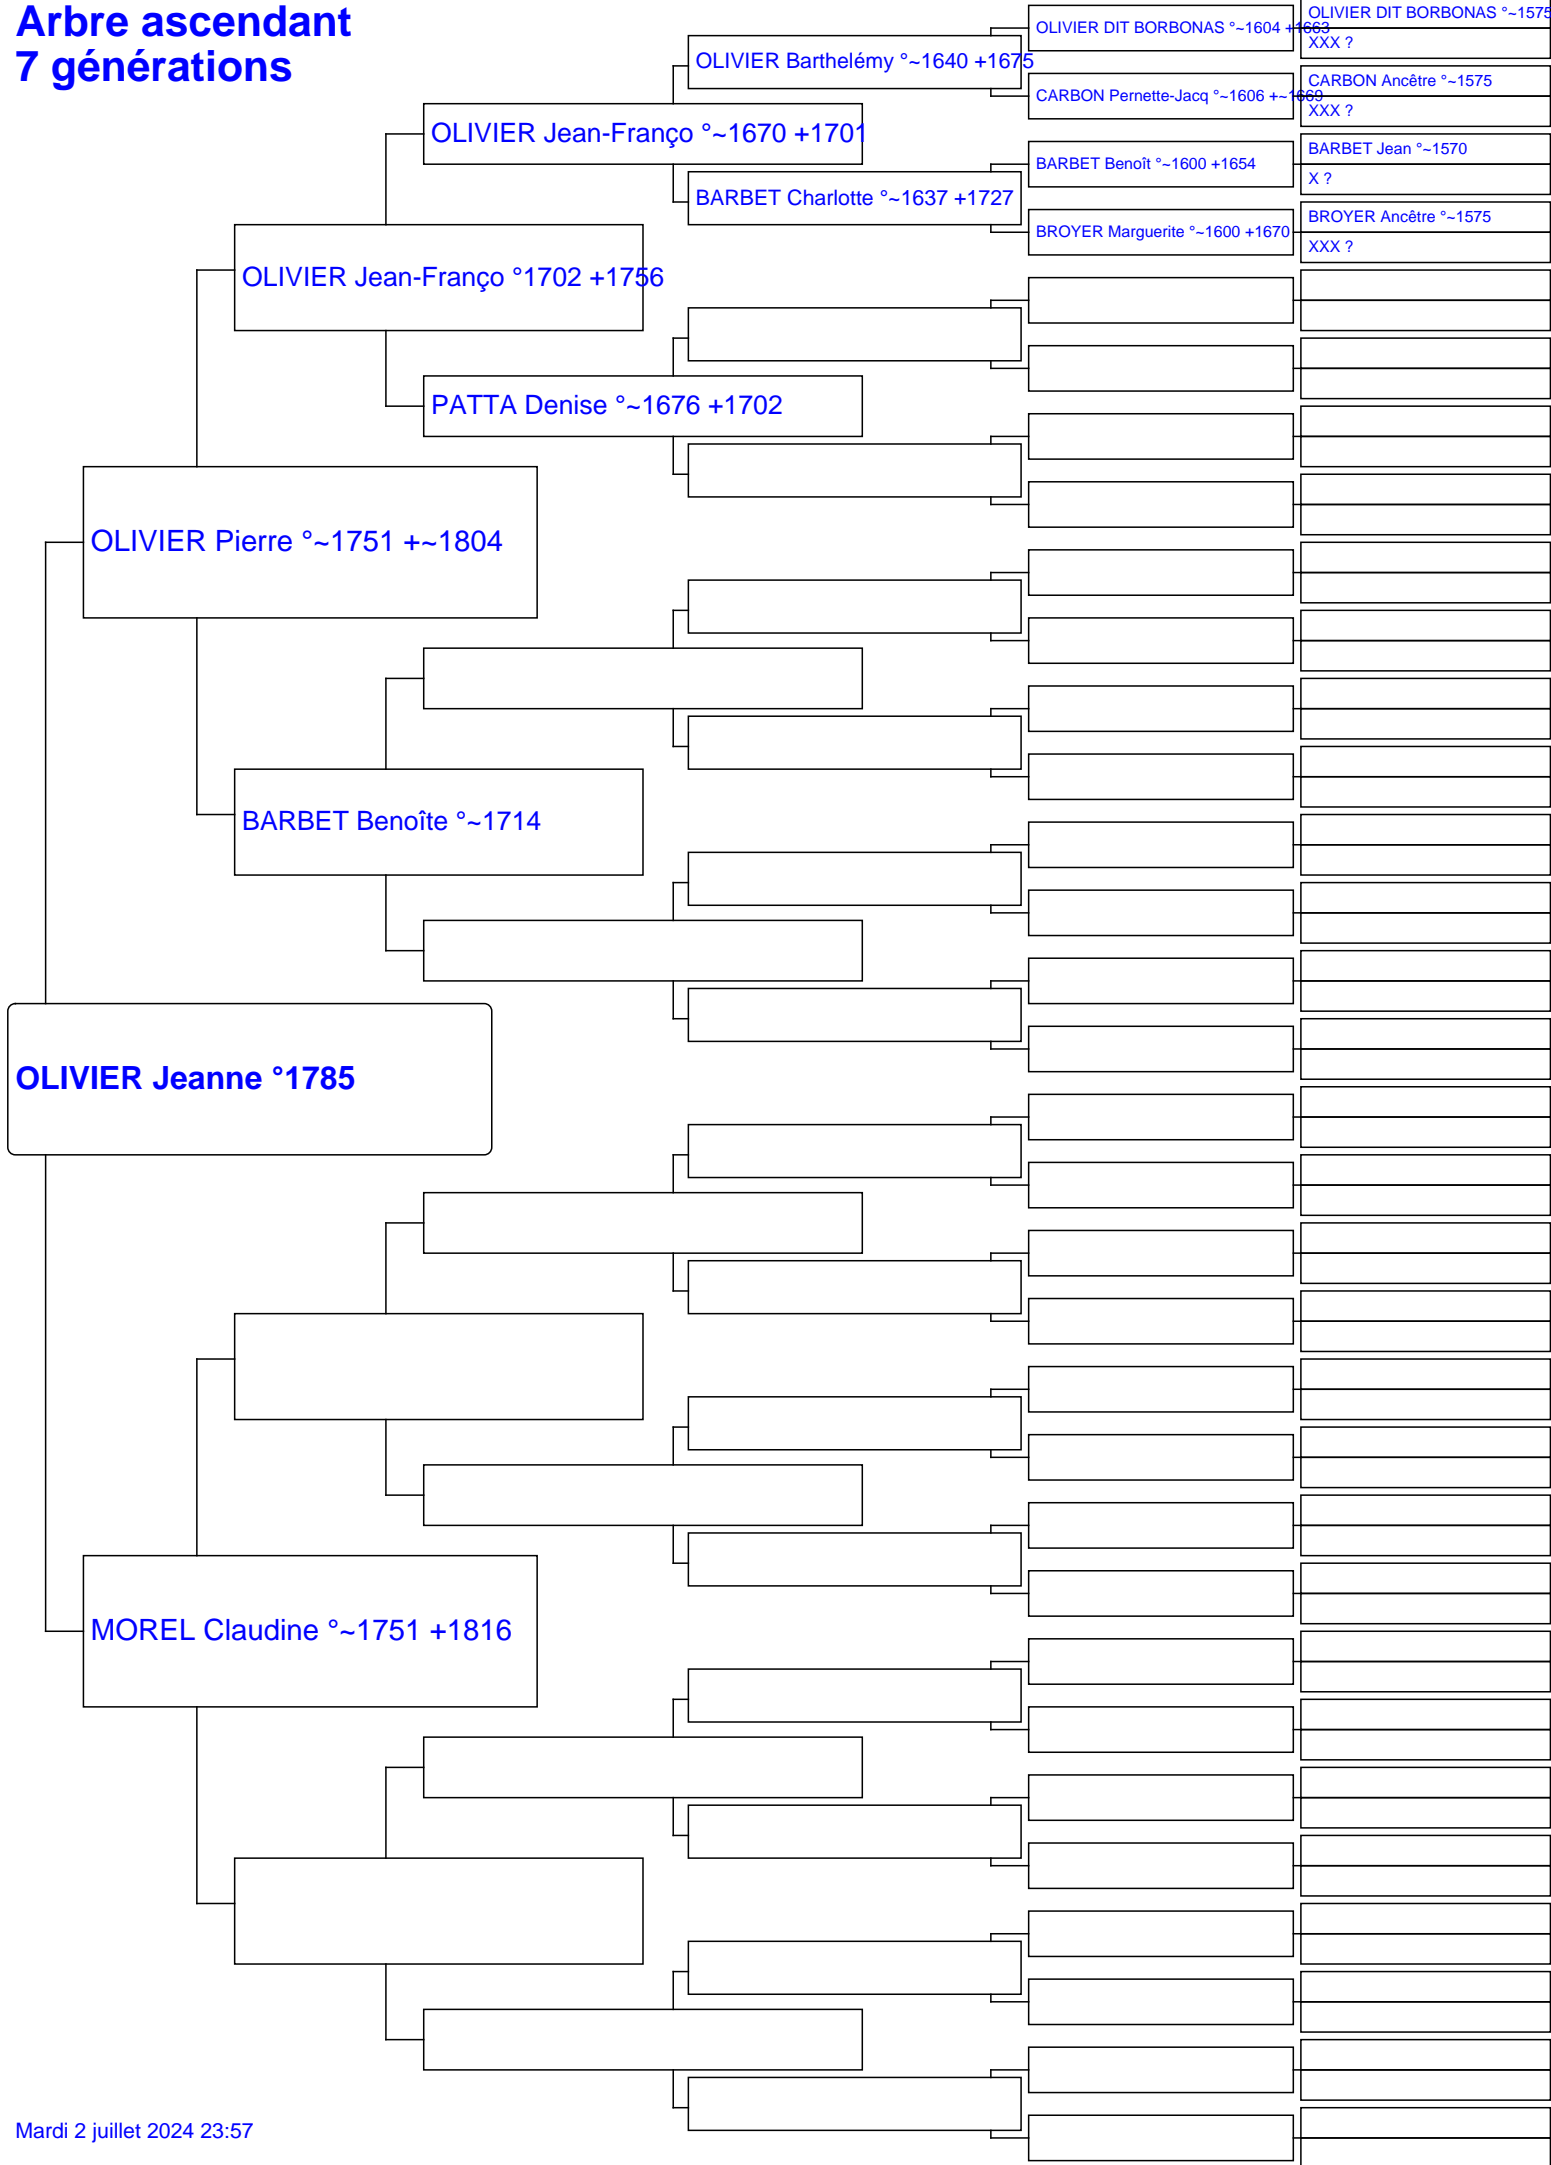 Arbre ascendant
7 générations
OLIVIER DIT BORBONAS °~1575
XXX ?
OLIVIER DIT BORBONAS °~1604 +1663
OLIVIER Barthelémy °~1640 +1675
CARBON Ancêtre °~1575
XXX ?
CARBON Pernette-Jacq °~1606 +~1669
OLIVIER Jean-Franço °~1670 +1701
BARBET Jean °~1570
X ?
BARBET Benoît °~1600 +1654
BARBET Charlotte °~1637 +1727
BROYER Ancêtre °~1575
XXX ?
BROYER Marguerite °~1600 +1670
OLIVIER Jean-Franço °1702 +1756
PATTA Denise °~1676 +1702
OLIVIER Pierre °~1751 +~1804
BARBET Benoîte °~1714
OLIVIER Jeanne °1785
MOREL Claudine °~1751 +1816
Mardi 2 juillet 2024 23:57